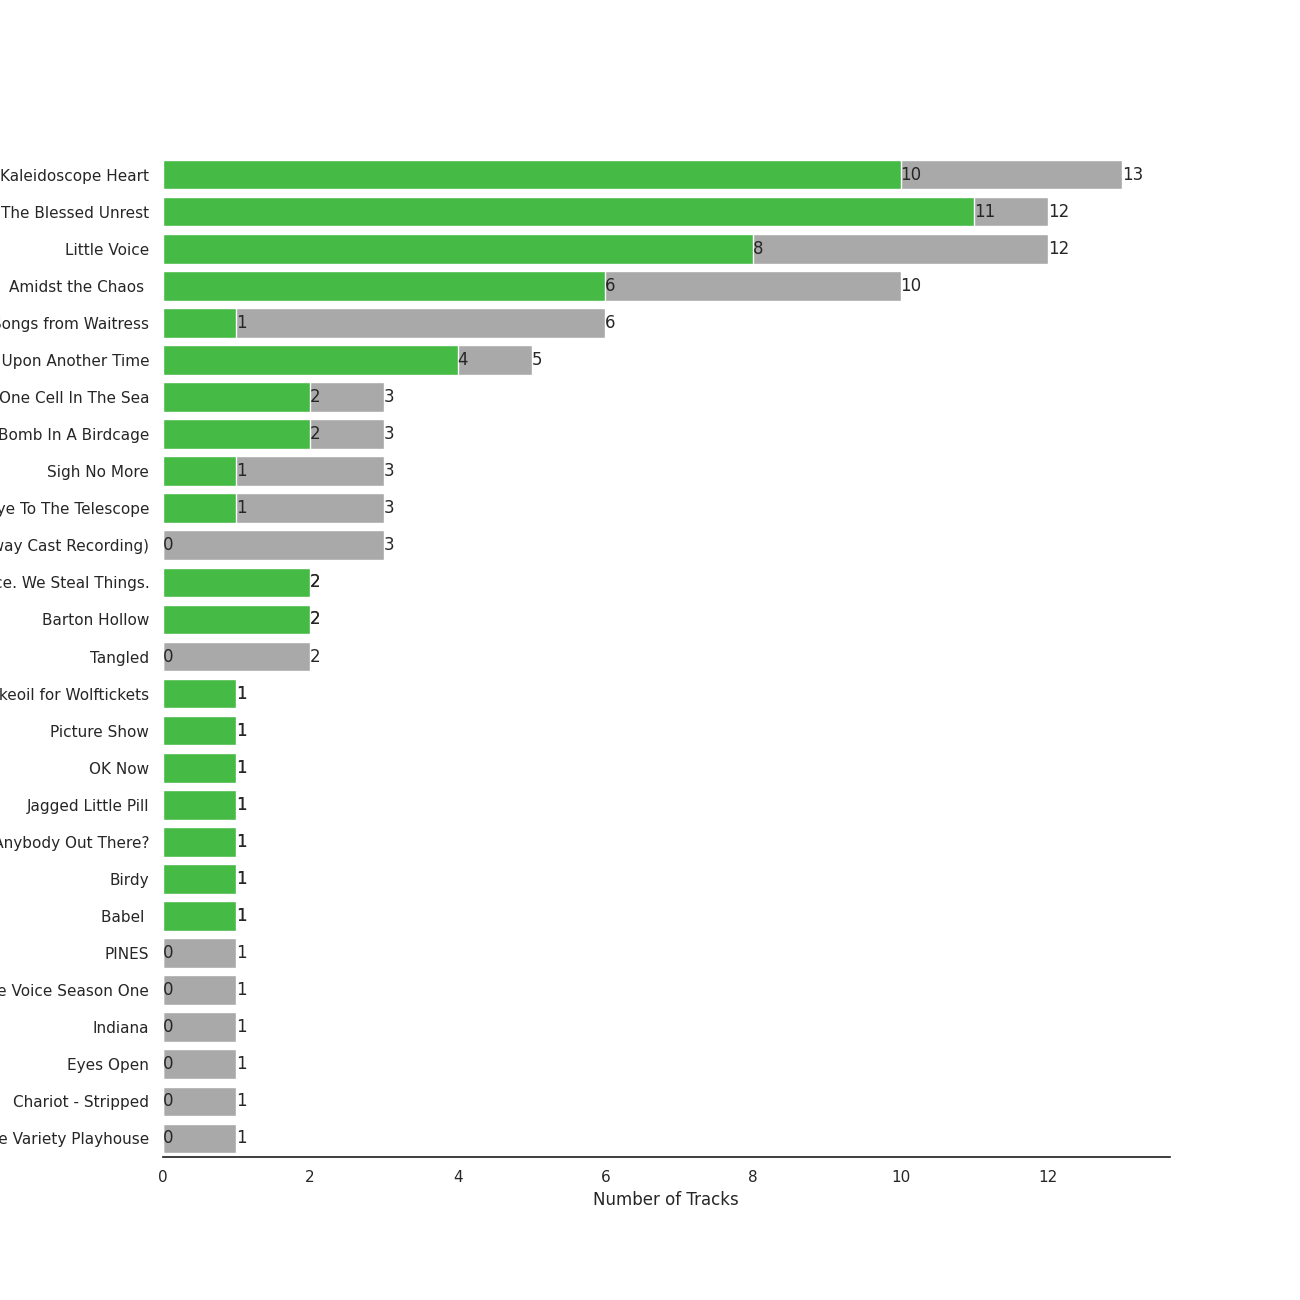 Kaleidoscope Heart 10 13
The Blessed Unrest 11 12
Little Voice 8 12
Amidst the Chaos 6 10
Songs from Waitress 1 6
Upon Another Time 4 5
One Cell In The Sea 2 3
Bomb In A Birdcage 2 3
Sigh No More 1 3
To The Telescope 1 3
Cast Recording) 0 3
We Steal Things. 2
Barton Hollow 2
Tangled 0 2
for Wolftickets 1
Picture Show 1
OK Now 1
Jagged Little Pill 1
Anybody Out There? 1
Birdy 1
Babel 1
PINES 0 1
Voice Season One 0 1
Indiana 0 1
Eyes Open 0 1
Chariot - Stripped 0 1
Variety Playhouse 0 1
0 2 4 6 8 10 12
Number of Tracks